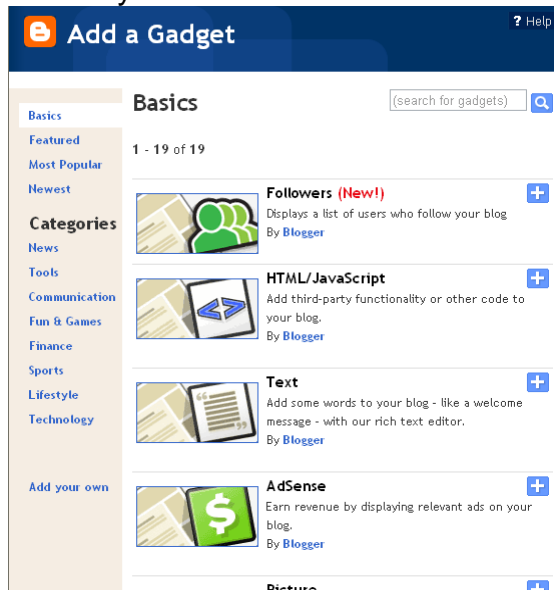 Add a Gadget
? Help
Basics
Featured
Most Popular
Newest
Categories
News
Tools
Communication
Fun & Games
Finance
Sports
Lifestyle
Technology
Add your own
Basics
(search for gadgets)
1 - 19 of 19
Followers (New!)
Displays a list of users who follow your blog
By Blogger
HTML/JavaScript
Add third-party functionality or other code to
your blog.
By Blogger
Text
Add some words to your blog - like a welcome
message - with our rich text editor.
By Blogger
AdSense
Earn revenue by displaying relevant ads on your
blog.
By Blogger
Picture